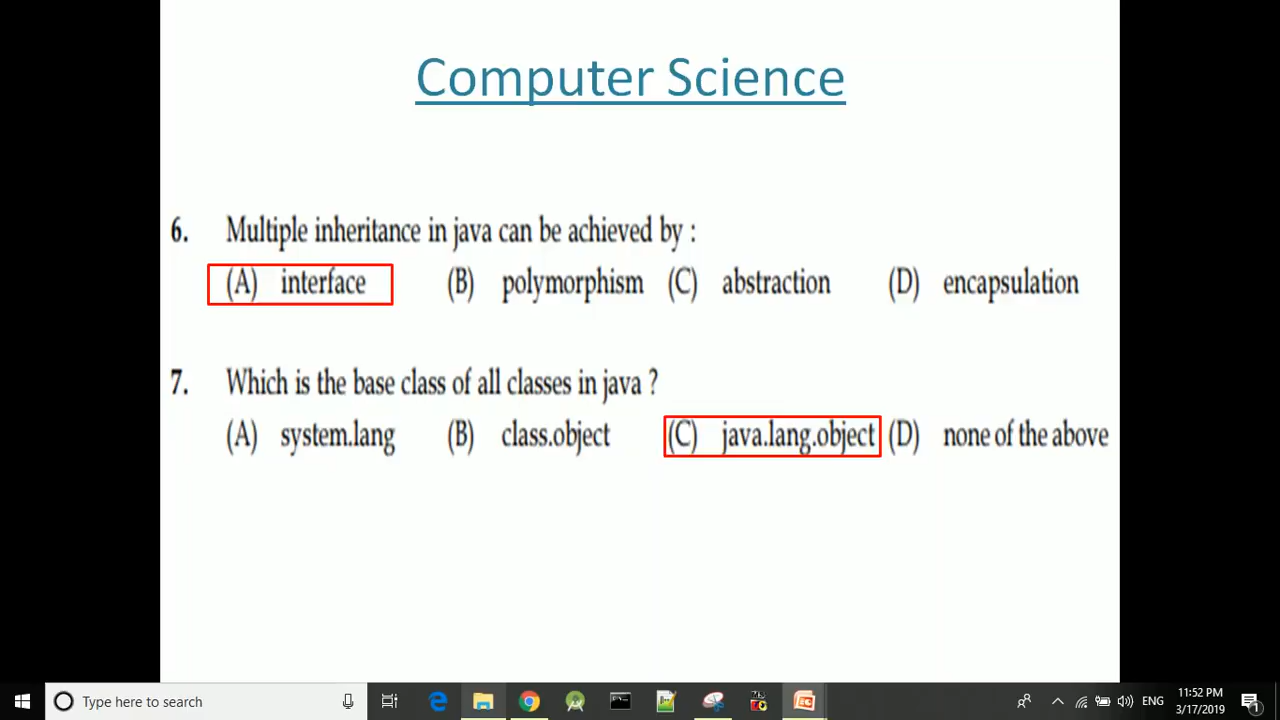 Computer Science
6. Multiple inheritance in java can be achieved by :
(A) interface (B) polymorphism (C) abstraction (D) encapsulation
7. Which is the base class of all classes in java ?
(A) system.lang (B) class.object (C) java.lang.object (D) none of the above
Type here to search
ENG
11:52 PM
3/17/2019
1